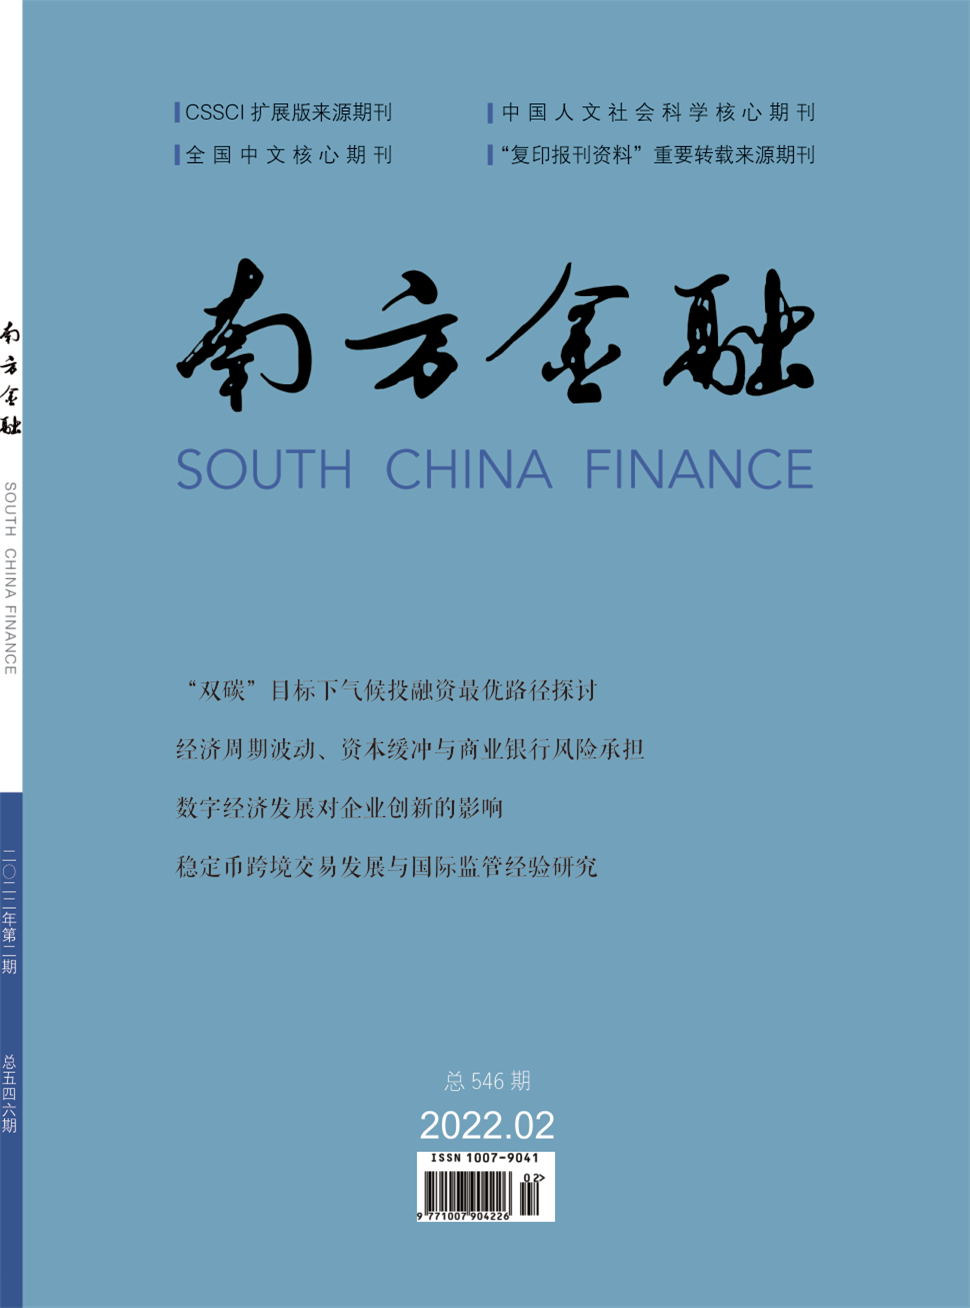 CSSCI 扩展版来源期刊
中国人文社会科学核心期刊
全国中文核心期刊
“复印报刊资料”重要转载来源期刊
南方金融
SOUTH CHINA FINANCE
“双碳”目标下气候投融资最优路径探讨
经济周期波动、资本缓冲与商业银行风险承担
数字经济发展对企业创新的影响
稳定币跨境交易发展与国际监管经验研究
总 546 期
2022.02
ISSN 1007-9041
02>
9 771007 904226
南方金融
SOUTH CHINA FINANCE
二〇二二年第二期
总五四六期